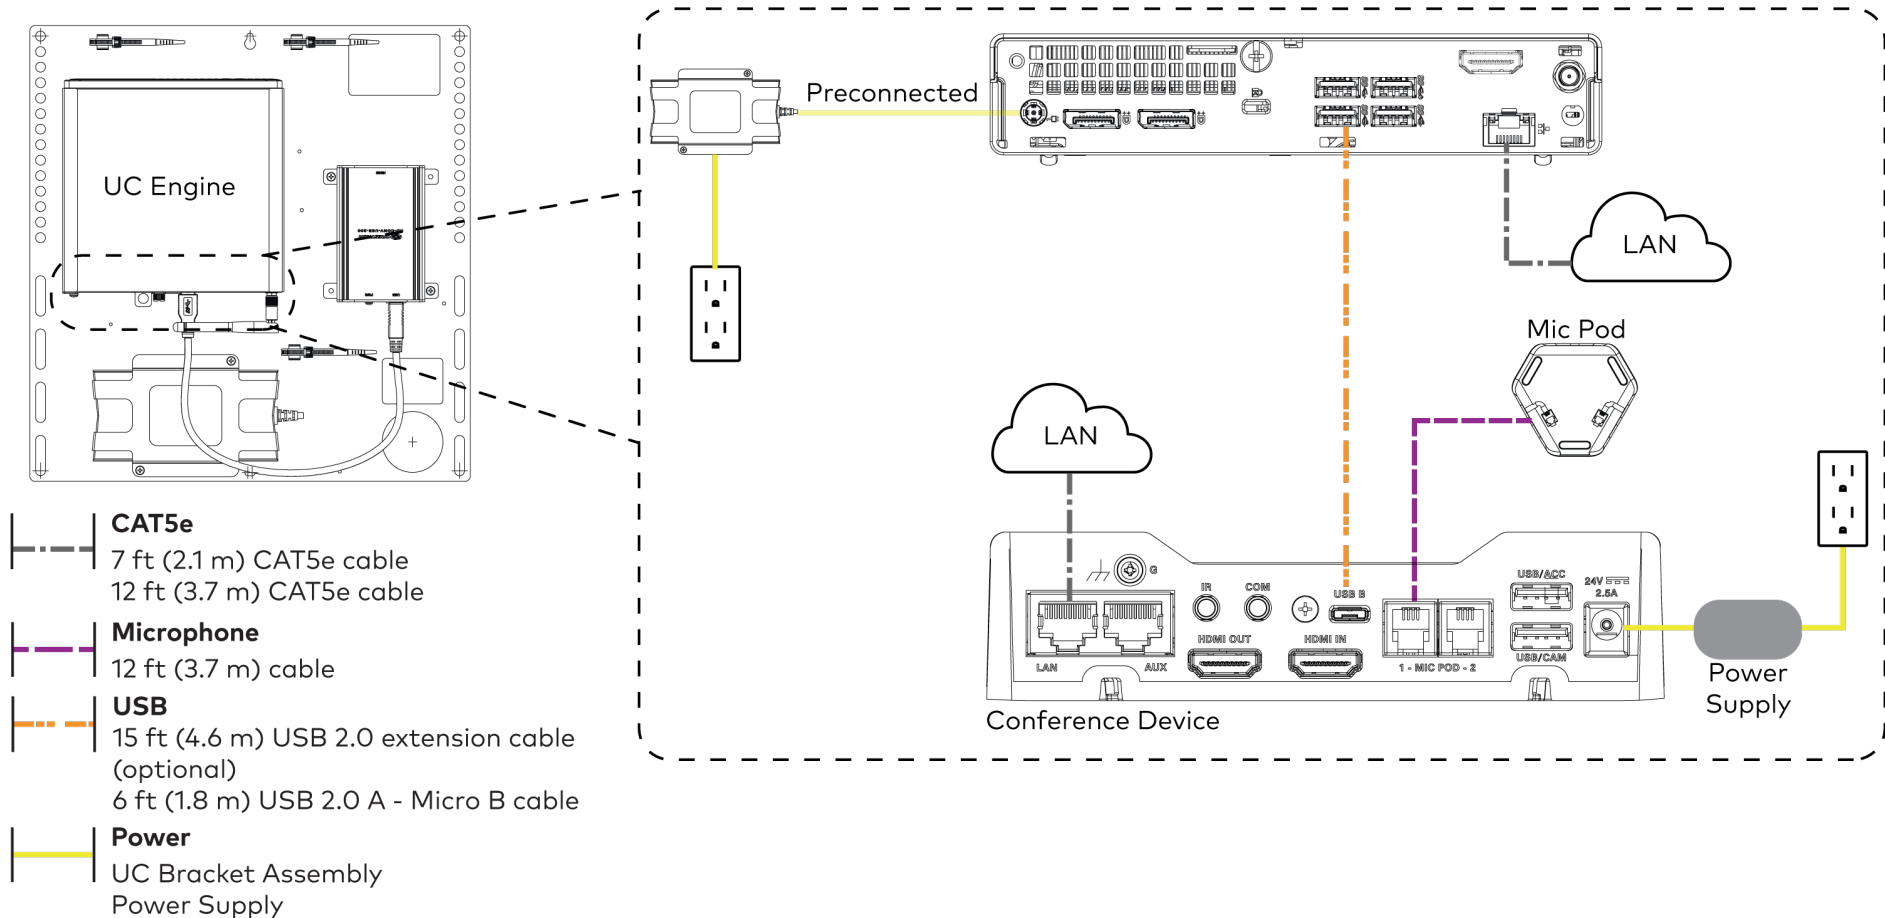 UC Engine
Preconnected
LAN
Mic Pod
LAN
G
IR
COM
USB B
USB/ACC
24V
2.5A
HDMI OUT
HDMI IN
LAN
AUX
1 - MIC POD - 2
USB/CAM
Power
Supply
Conference Device
CAT5e
7 ft (2.1 m) CAT5e cable
12 ft (3.7 m) CAT5e cable
Microphone
12 ft (3.7 m) cable
USB
15 ft (4.6 m) USB 2.0 extension cable
(optional)
6 ft (1.8 m) USB 2.0 A - Micro B cable
Power
UC Bracket Assembly
Power Supply